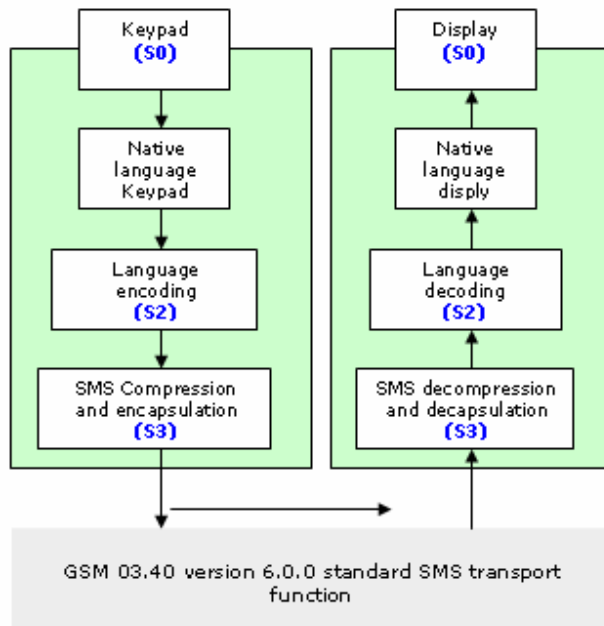 Keypad
(S0)
Native
language
Keypad
Language
encoding
(S2)
SMS Compression
and encapsulation
(S3)
Display
(S0)
Native
language
disply
Language
decoding
(S2)
SMS decompression
and decapsulation
(S3)
GSM 03.40 version 6.0.0 standard SMS transport
function